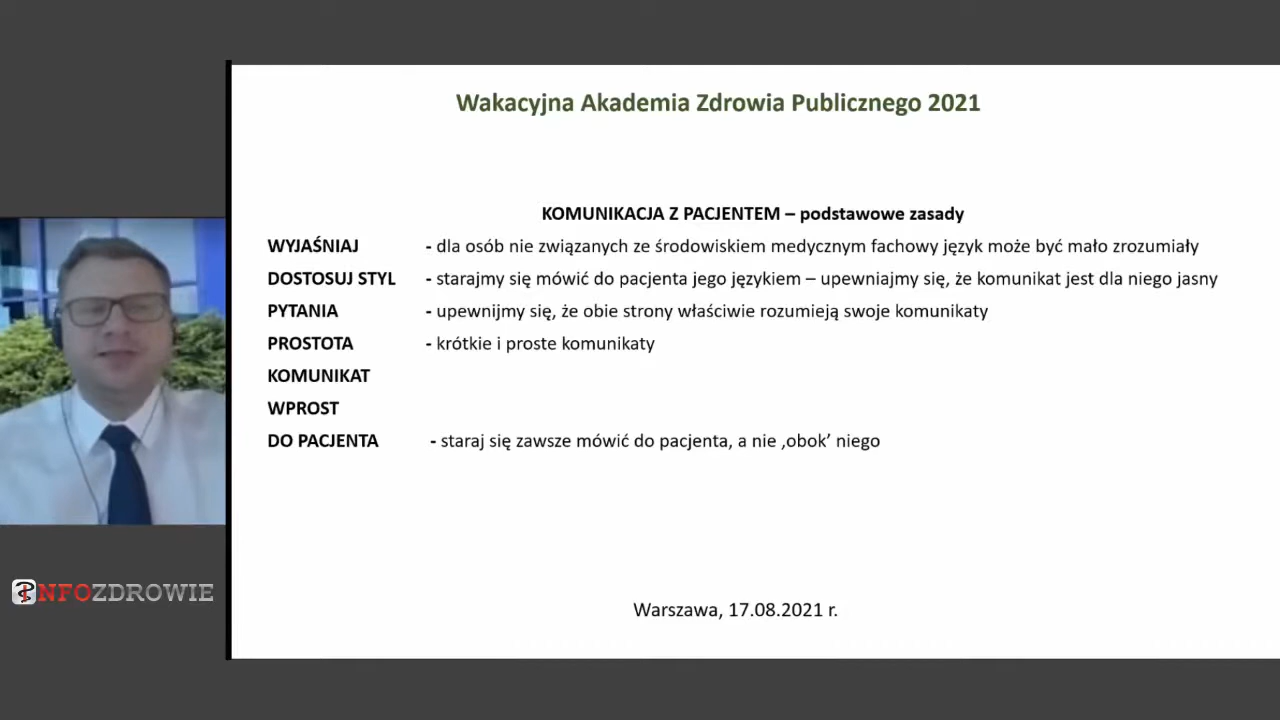 Wakacyjna Akademia Zdrowia Publicznego 2021
KOMUNIKACJA Z PACJENTEM – podstawowe zasady
WYJAŚNIAJ - dla osób nie związanych ze środowiskiem medycznym fachowy język może być mało zrozumiały
DOSTOSUJ STYL - starajmy się mówić do pacjenta jego językiem – upewniajmy się, że komunikat jest dla niego jasny
PYTANIA - upewnijmy się, że obie strony właściwie rozumieją swoje komunikaty
PROSTOTA - krótkie i proste komunikaty
KOMUNIKAT
WPROST
DO PACJENTA - staraj się zawsze mówić do pacjenta, a nie ‚obok’ niego
INFOZDROWIE
Warszawa, 17.08.2021 r.